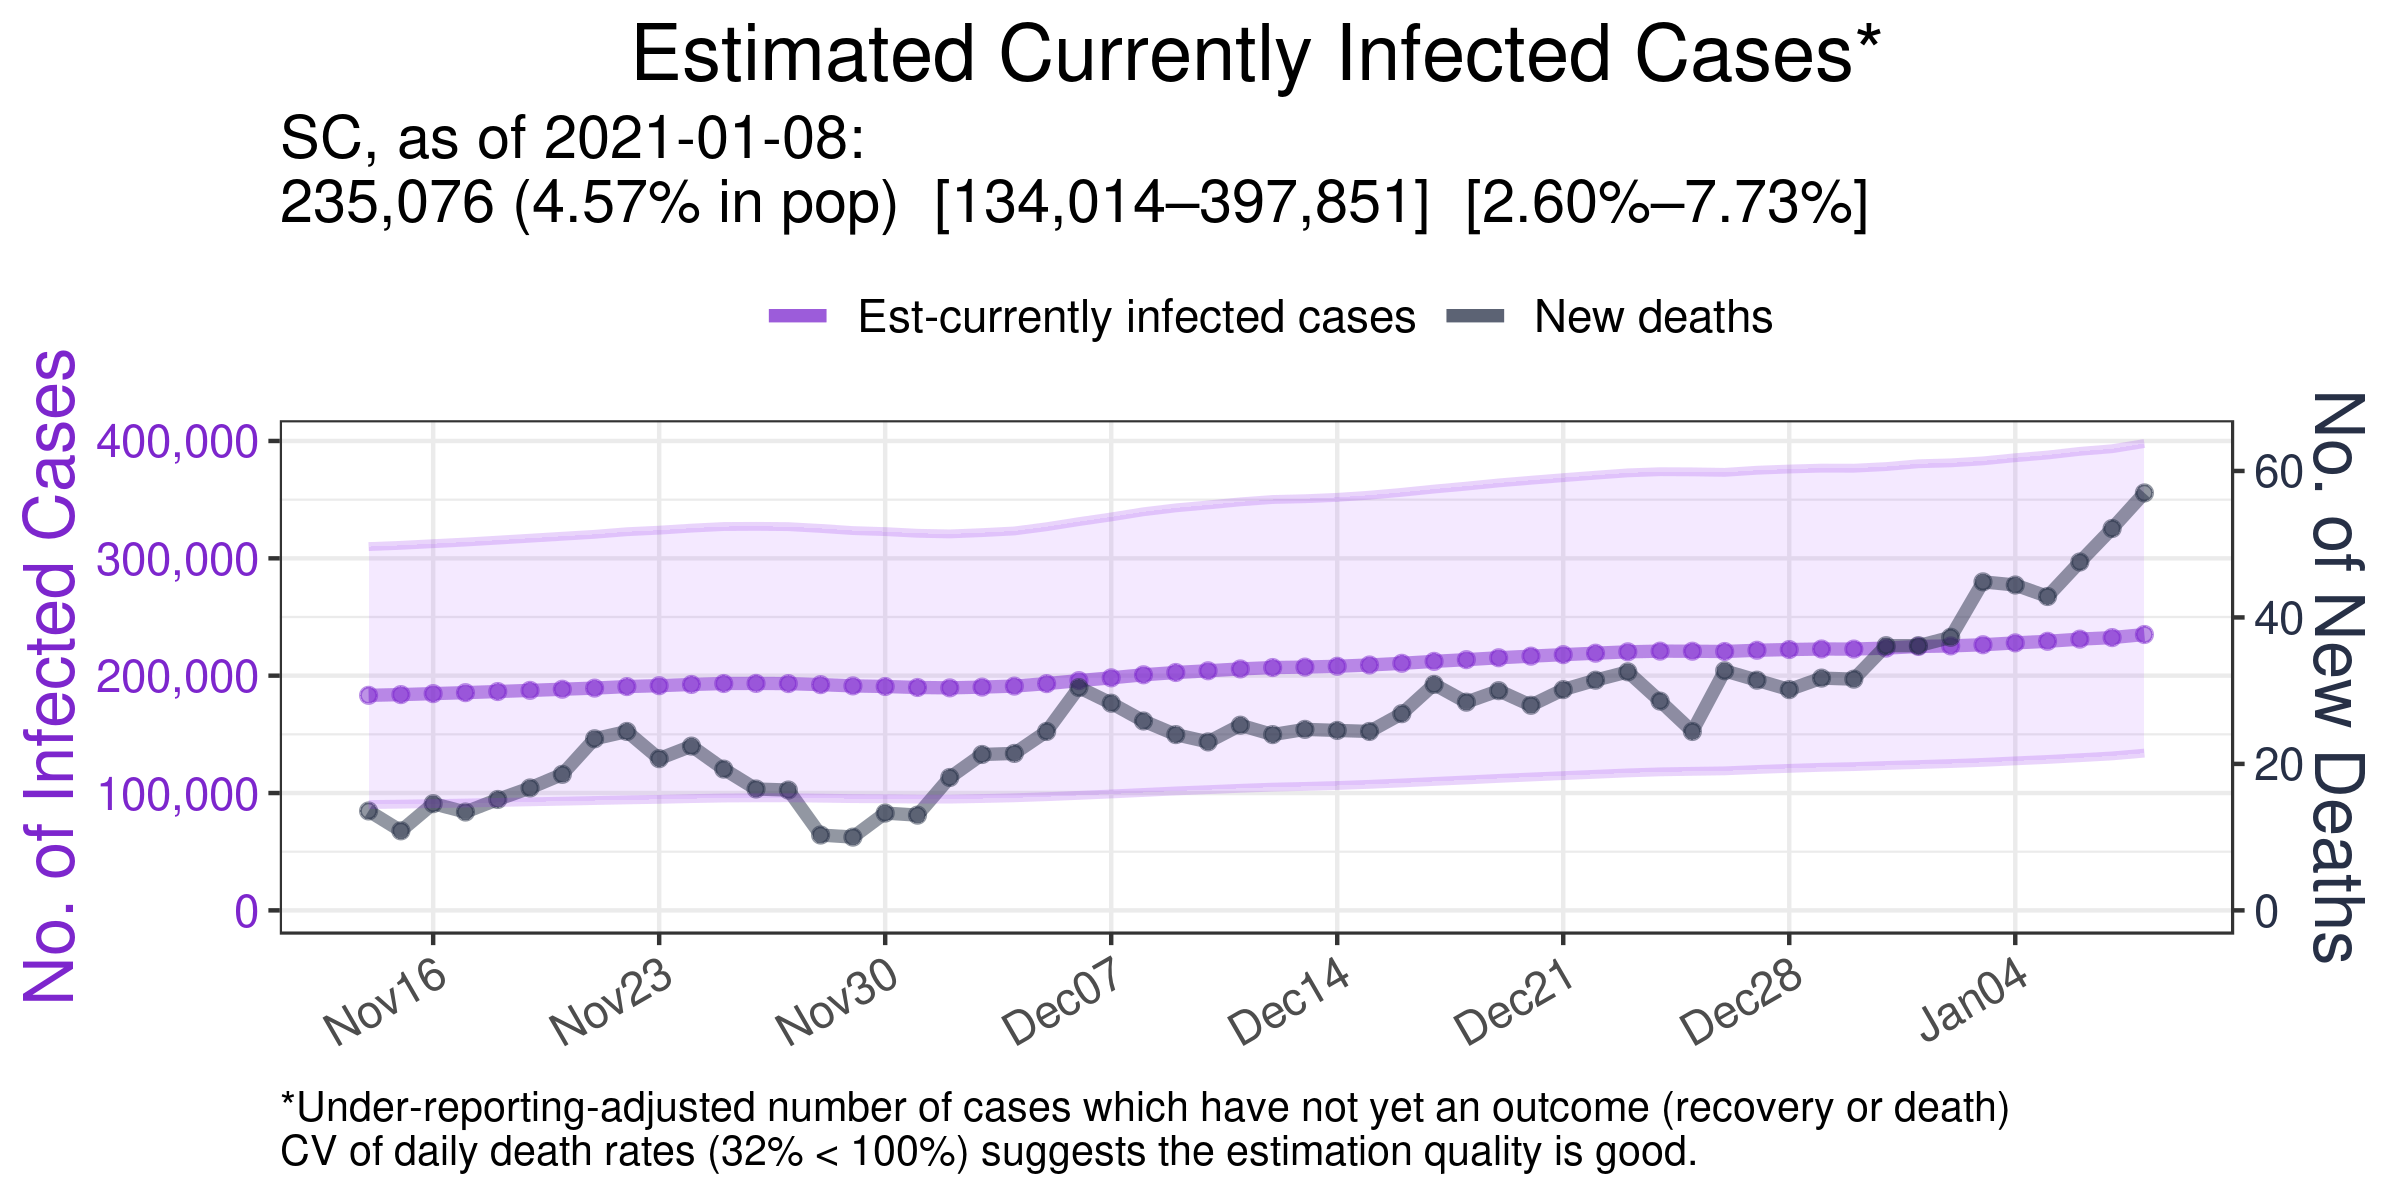 Estimated Currently Infected Cases*
SC, as of 2021-01-08:
235,076 (4.57% in pop)  [134,014–397,851]  [2.60%–7.73%]
Est-currently infected cases
New deaths
No. of Infected Cases
400,000
300,000
200,000
100,000
0
No. of New Deaths
60
40
20
0
Nov16
Nov23
Nov30
Dec07
Dec14
Dec21
Dec28
Jan04
*Under-reporting-adjusted number of cases which have not yet an outcome (recovery or death)
CV of daily death rates (32% < 100%) suggests the estimation quality is good.